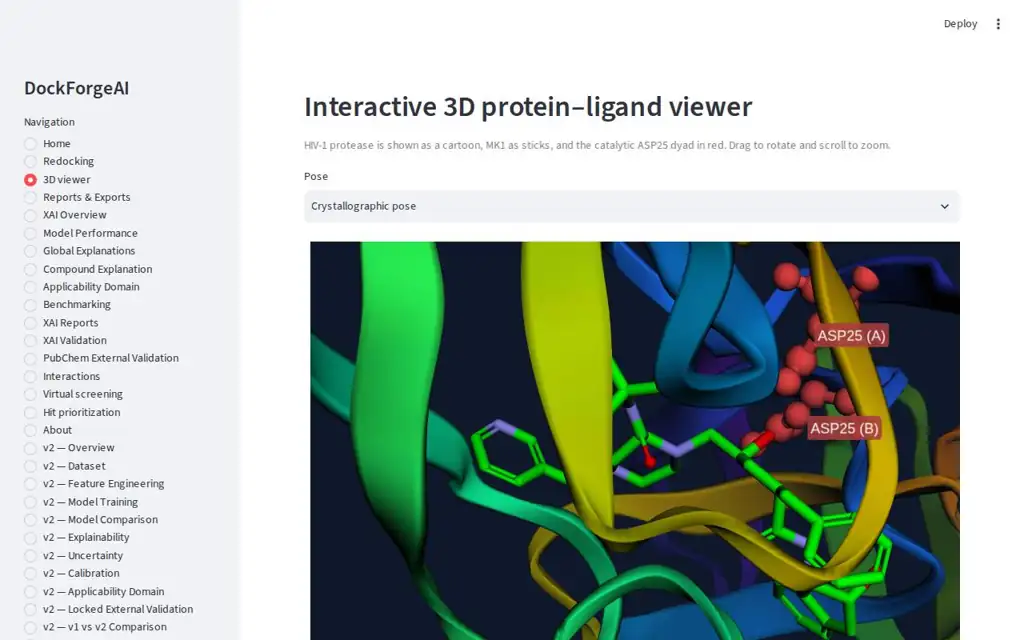 Deploy
DockForgeAI
Navigation
Home
Redocking
3D viewer
Reports & Exports
XAI Overview
Model Performance
Global Explanations
Compound Explanation
Applicability Domain
Benchmarking
XAI Reports
XAI Validation
PubChem External Validation
Interactions
Virtual screening
Hit prioritization
About
v2 — Overview
v2 — Dataset
v2 — Feature Engineering
v2 — Model Training
v2 — Model Comparison
v2 — Explainability
v2 — Uncertainty
v2 — Calibration
v2 — Applicability Domain
v2 — Locked External Validation
v2 — v1 vs v2 Comparison
Interactive 3D protein–ligand viewer
HIV-1 protease is shown as a cartoon, MK1 as sticks, and the catalytic ASP25 dyad in red. Drag to rotate and scroll to zoom.
Pose
Crystallographic pose
ASP25 (A)
ASP25 (B)